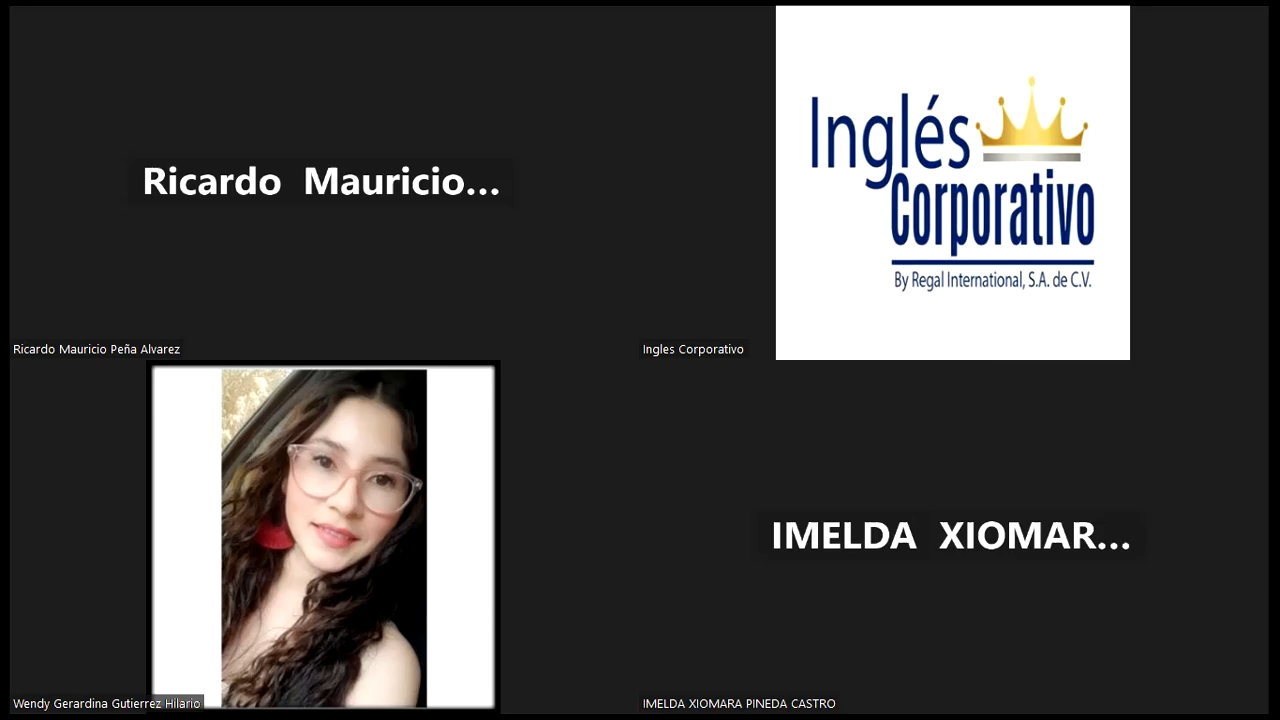 Ricardo Mauricio...
Ricardo Mauricio Peña Alvarez
Inglés
Corporativo
By Regal International, S.A. de C.V.
Ingles Corporativo
Wendy Gerardina Gutierrez Hilario
IMELDA XIOMAR...
IMELDA XIOMARA PINEDA CASTRO